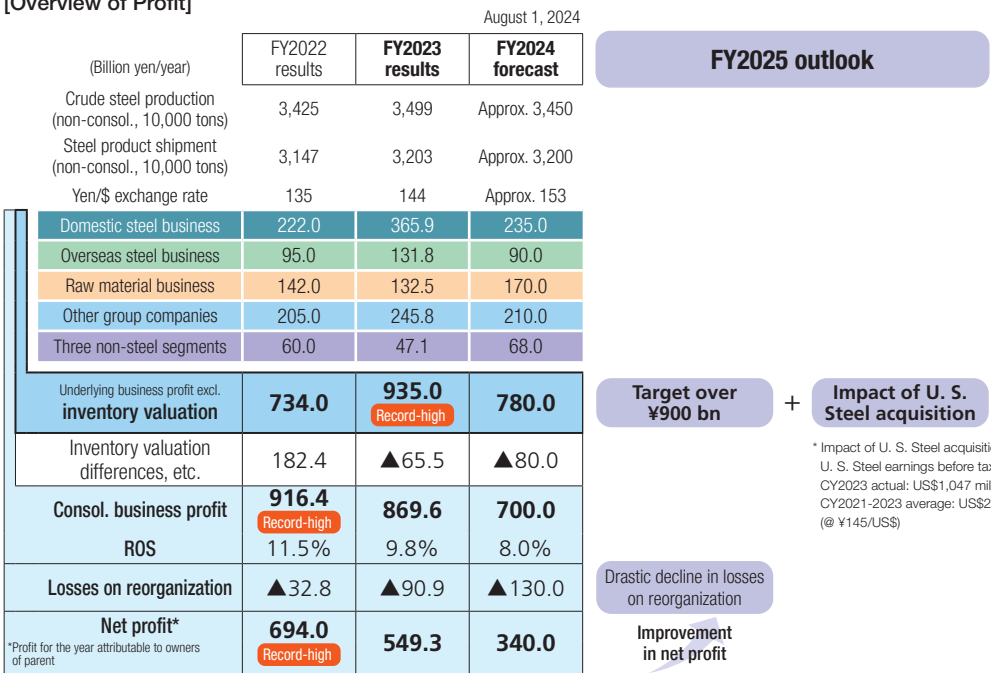 [Overview of Profit]
August 1, 2024
(Billion yen/year)
FY2022 results
FY2023 results
FY2024 forecast
FY2025 outlook
Crude steel production
(non-consol., 10,000 tons)
3,425
3,499
Approx. 3,450
Steel product shipment
(non-consol., 10,000 tons)
3,147
3,203
Approx. 3,200
Yen/$ exchange rate
135
144
Approx. 153
Domestic steel business
222.0
365.9
235.0
Overseas steel business
95.0
131.8
90.0
Raw material business
142.0
132.5
170.0
Other group companies
205.0
245.8
210.0
Three non-steel segments
60.0
47.1
68.0
Underlying business profit excl.
inventory valuation
734.0
935.0
Record-high
780.0
Target over
¥900 bn
+
Impact of U. S.
Steel acquisition
Inventory valuation
differences, etc.
182.4
▲65.5
▲80.0
* Impact of U. S. Steel
U. S. Steel earnings before
CY2023 actual: US$1,047
CY2021-2023 average:
(@ ¥145/US$)
Consol. business profit
916.4
Record-high
869.6
700.0
ROS
11.5%
9.8%
8.0%
Losses on reorganization
▲32.8
▲90.9
▲130.0
Drastic decline in losses
on reorganization
Net profit*
*Profit for the year attributable to owners
of parent
694.0
Record-high
549.3
340.0
Improvement
in net profit